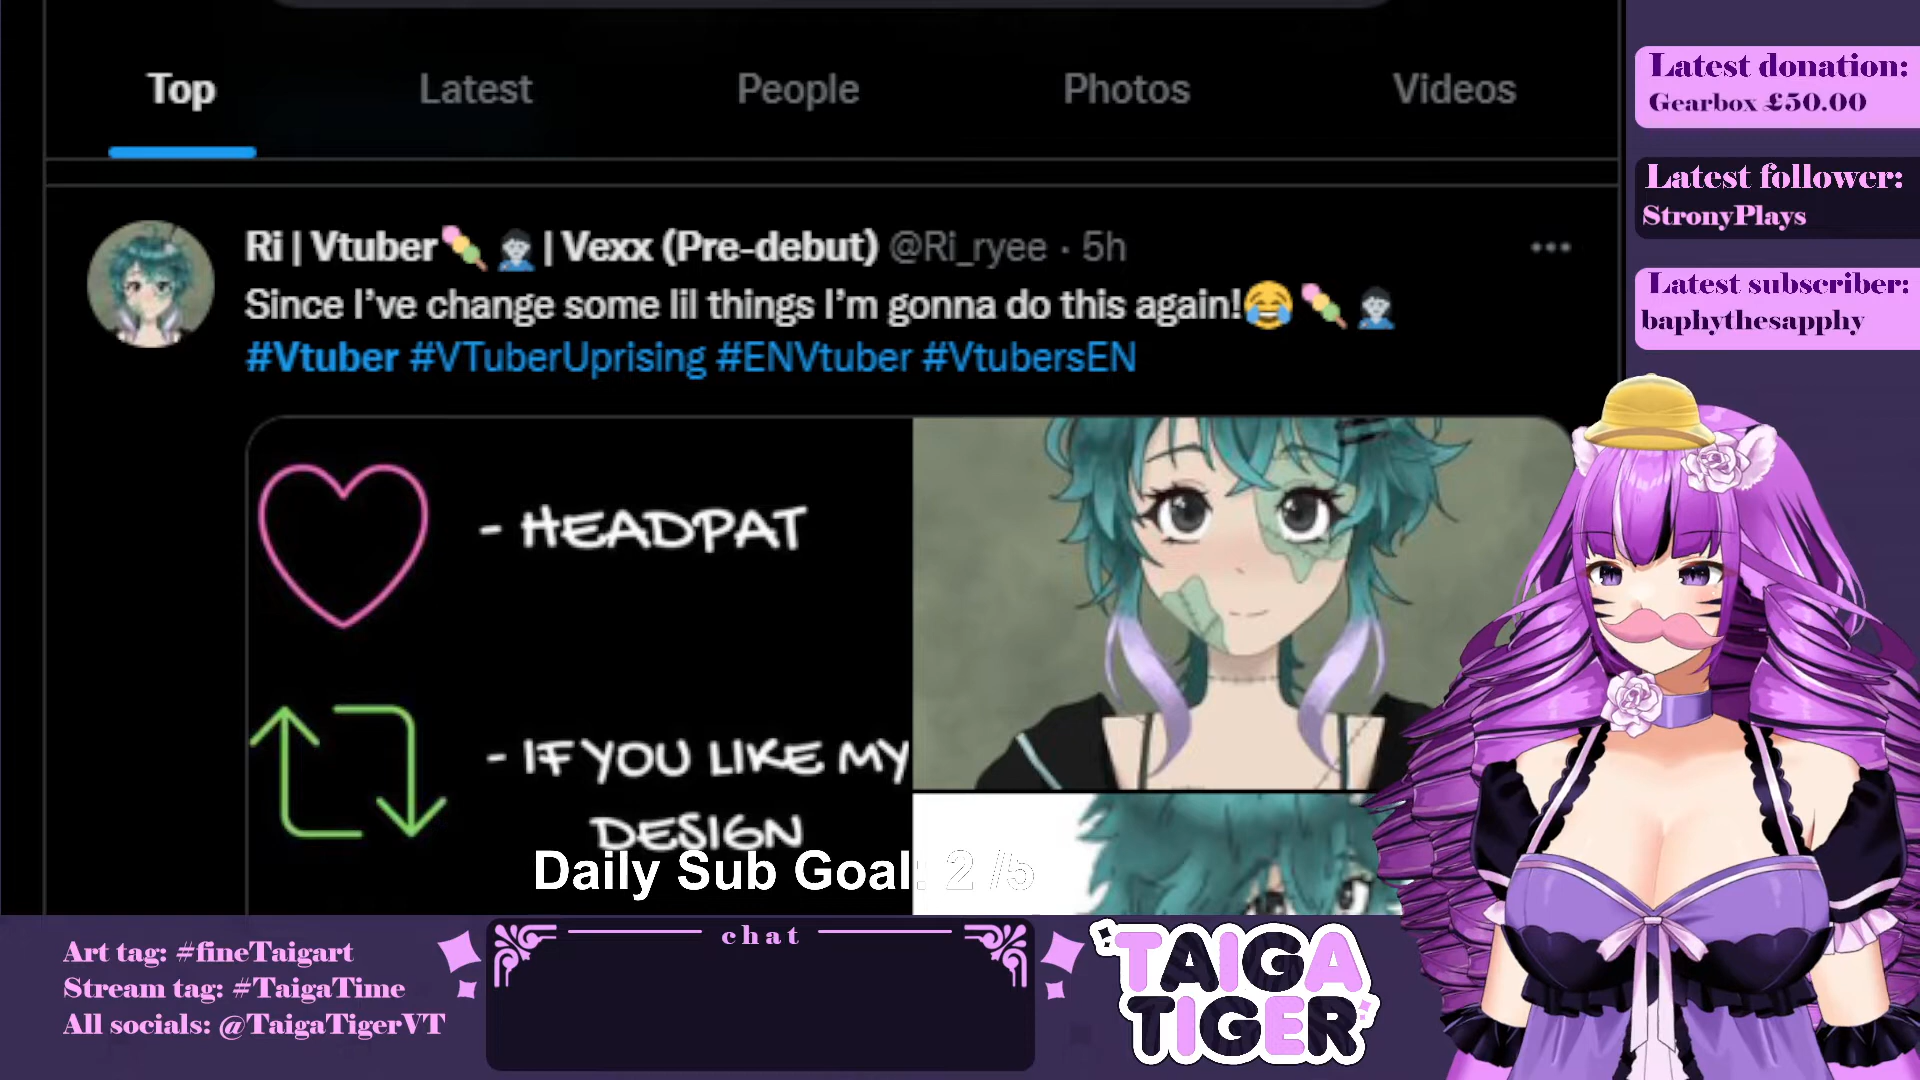 Top Latest People Photos Videos
Ri | Vtuber🍡🧟 | Vexx (Pre-debut) @Ri_ryee · 5h
Since I’ve change some lil things I’m gonna do this again!😂🍡🧟
#Vtuber #VTuberUprising #ENVtuber #VtubersEN
- HEADPAT
- IF YOU LIKE MY
DESIGN
Daily Sub Goal: 2 /5
Latest donation:
Gearbox £50.00
Latest follower:
StronyPlays
Latest subscriber:
baphythesapphy
Art tag: #fineTaigart
Stream tag: #TaigaTime
All socials: @TaigaTigerVT
chat
TAIGA
TIGER